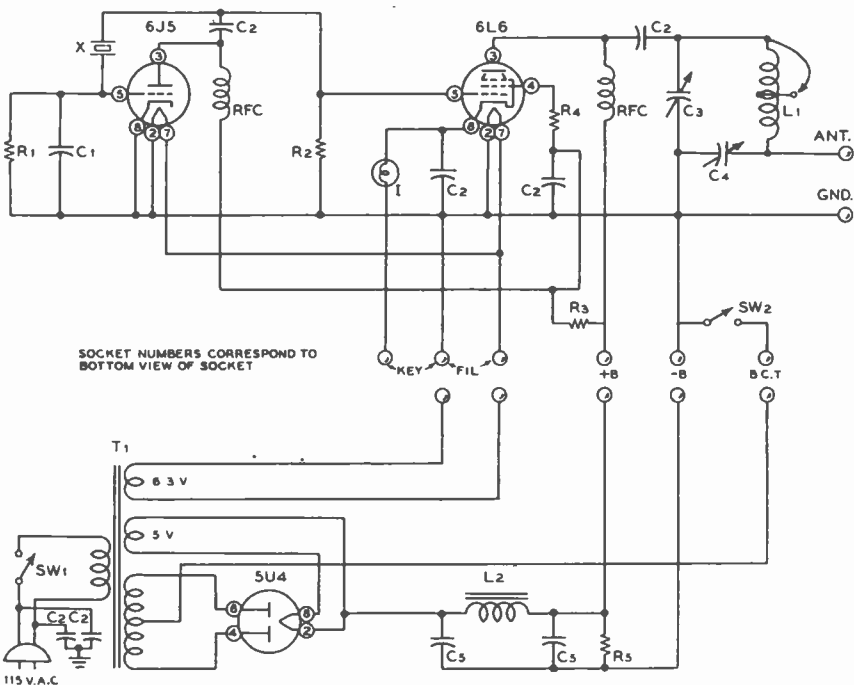 6J5
C2
6L6
C2
X
3
3
5
8
2
7
RFC
5
4
8
2
7
R4
RFC
C3
L1
R1
C1
R2
I
C2
C2
C4
ANT.
GND.
R3
SW2
SOCKET NUMBERS CORRESPOND TO
BOTTOM VIEW OF SOCKET
KEY
FIL
+B
-B
B C.T
T1
6.3 V
5 V
SW1
5U4
L2
6
4
8
2
C2
C2
C5
C5
R5
115 V.A.C